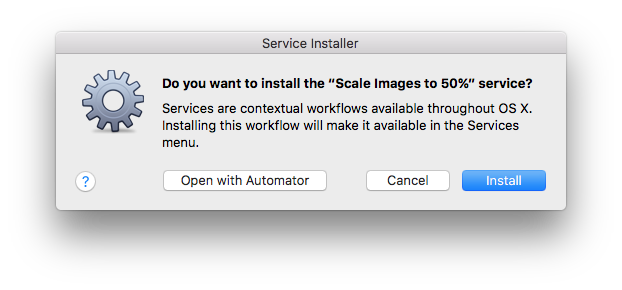 Service Installer
Do you want to install the “Scale Images to 50%” service?
Services are contextual workflows available throughout OS X.
Installing this workflow will make it available in the Services
menu.
?
Open with Automator
Cancel
Install